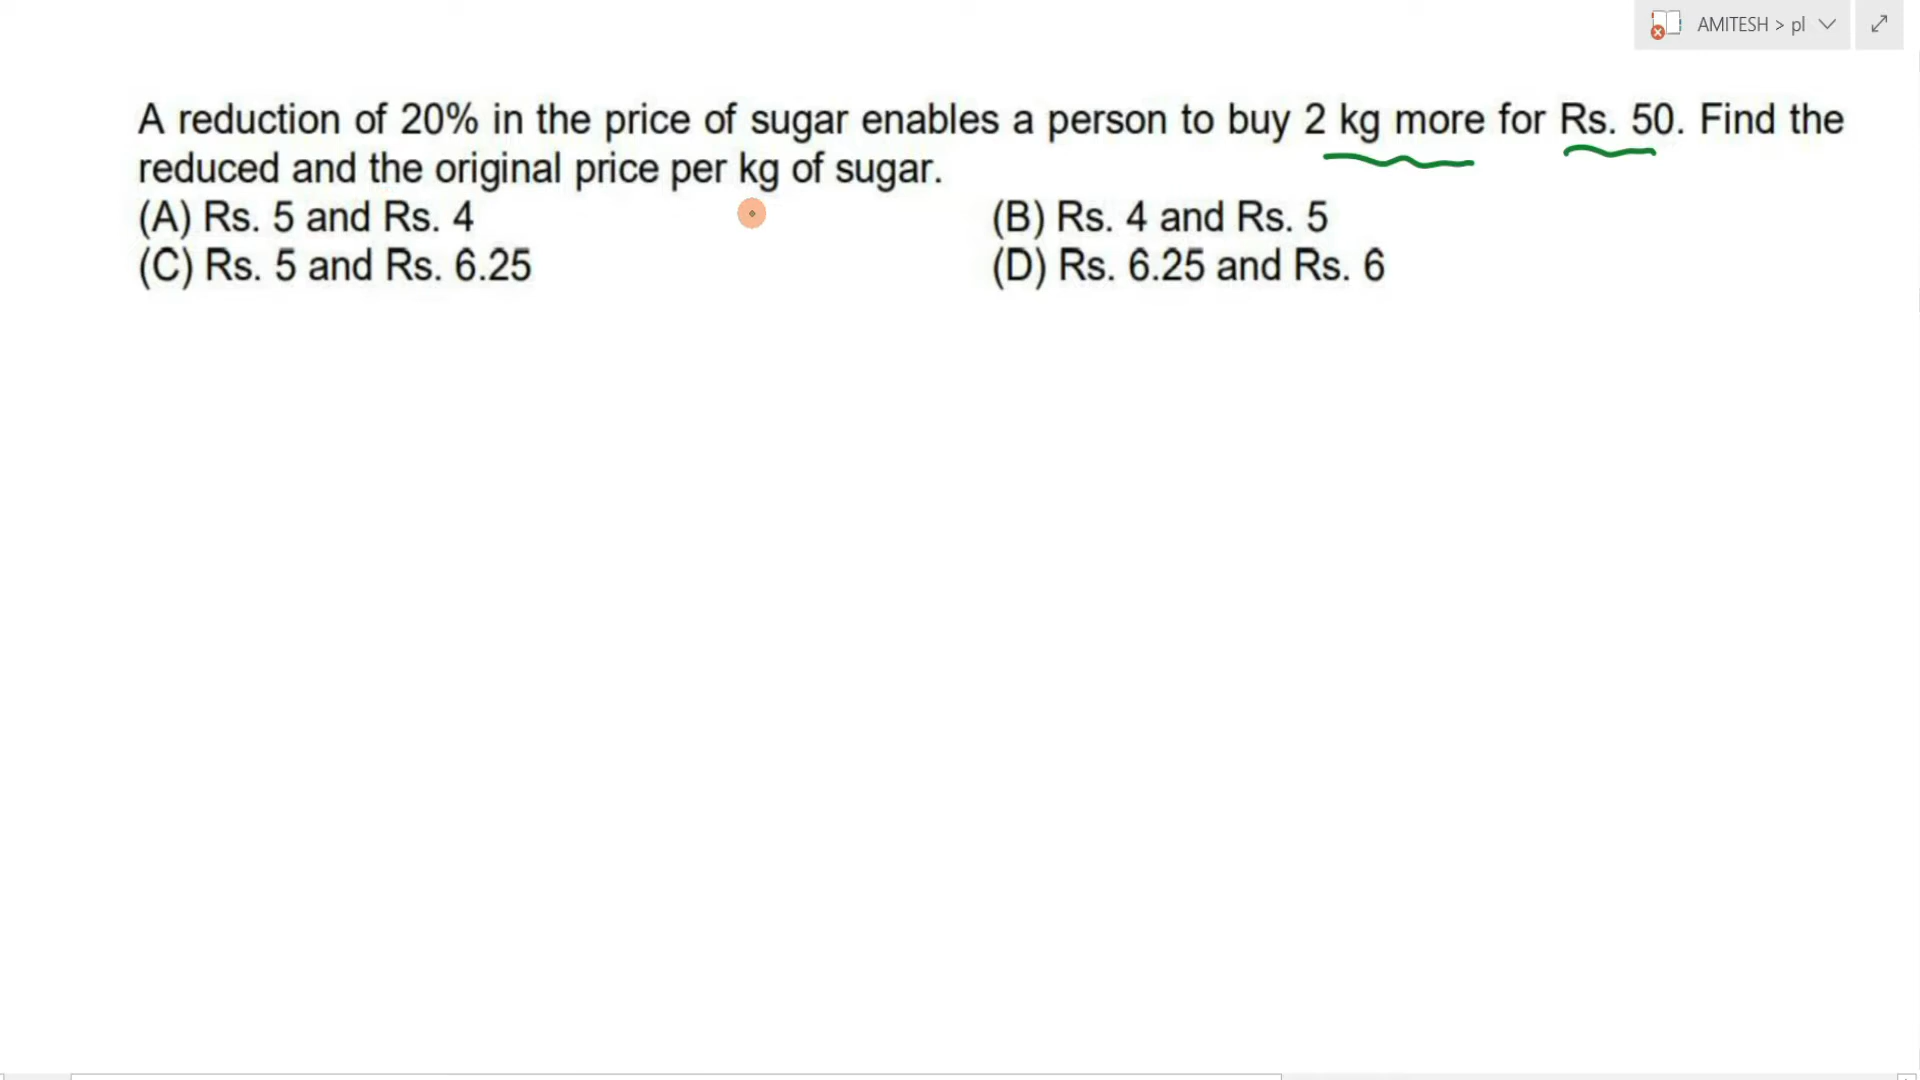 AMITESH > pl
A reduction of 20% in the price of sugar enables a person to buy 2 kg more for Rs. 50. Find the
reduced and the original price per kg of sugar.
(A) Rs. 5 and Rs. 4 (B) Rs. 4 and Rs. 5
(C) Rs. 5 and Rs. 6.25 (D) Rs. 6.25 and Rs. 6